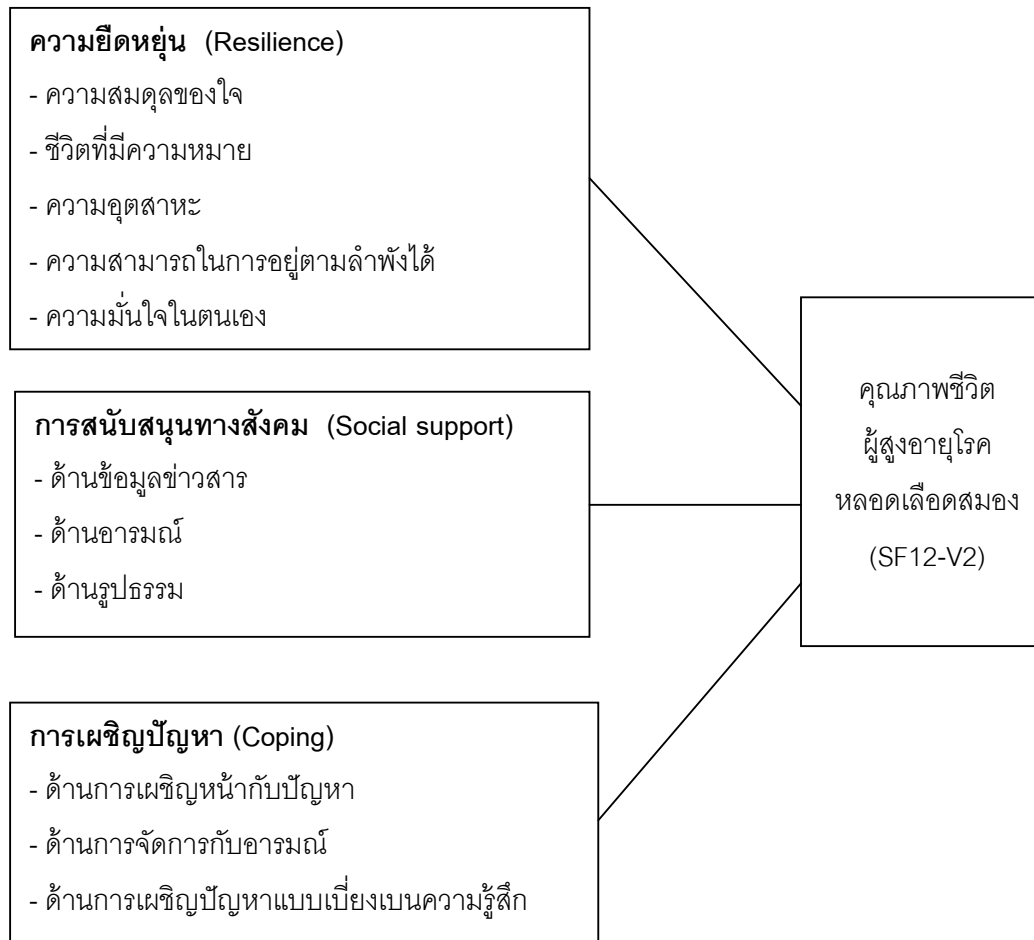 ความยืดหยุ่น (Resilience)
- ความสมดุลของใจ
- ชีวิตที่มีความหมาย
- ความอุตสาหะ
- ความสามารถในการอยู่ตามลำพังได้
- ความมั่นใจในตนเอง
การสนับสนุนทางสังคม (Social support)
- ด้านข้อมูลข่าวสาร
- ด้านอารมณ์
- ด้านรูปธรรม
การเผชิญปัญหา (Coping)
- ด้านการเผชิญหน้ากับปัญหา
- ด้านการจัดการกับอารมณ์
- ด้านการเผชิญปัญหาแบบเบี่ยงเบนความรู้สึก
คุณภาพชีวิต
ผู้สูงอายุโรค
หลอดเลือดสมอง
(SF12-V2)